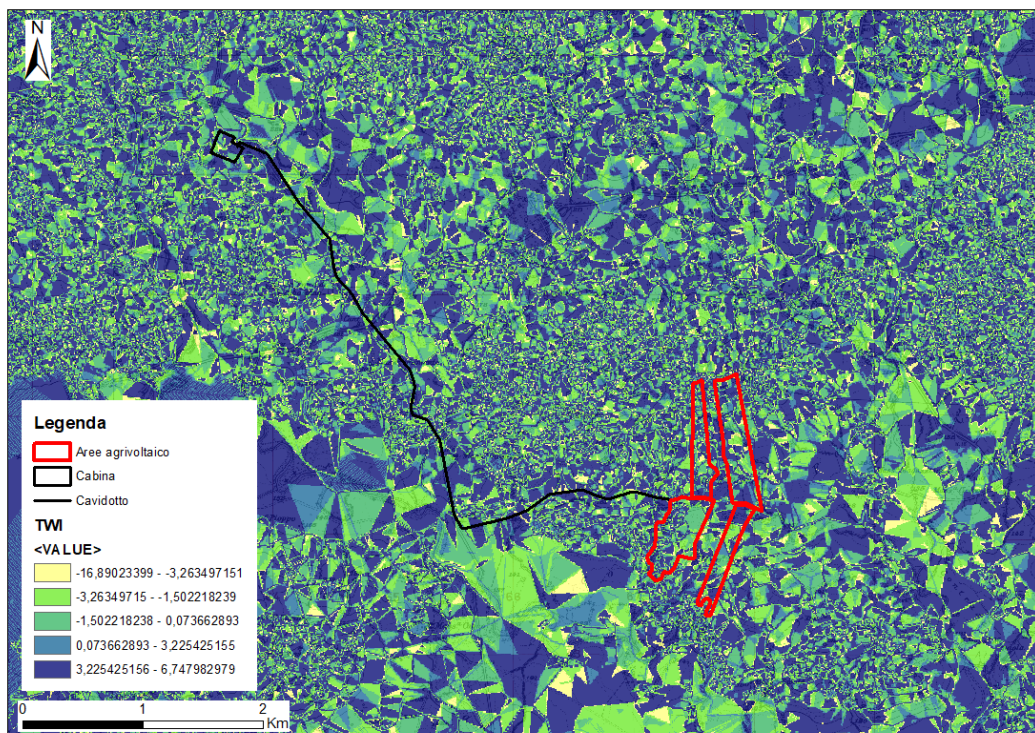 N
Legenda
Aree agrivoltaico
Cabina
Cavidotto
TWI
<VALUE>
-16,89023399 - -3,263497151
-3,26349715 - -1,502218239
-1,502218238 - 0,073662893
0,073662893 - 3,225425155
3,225425156 - 6,747982979
0 1 2
Km